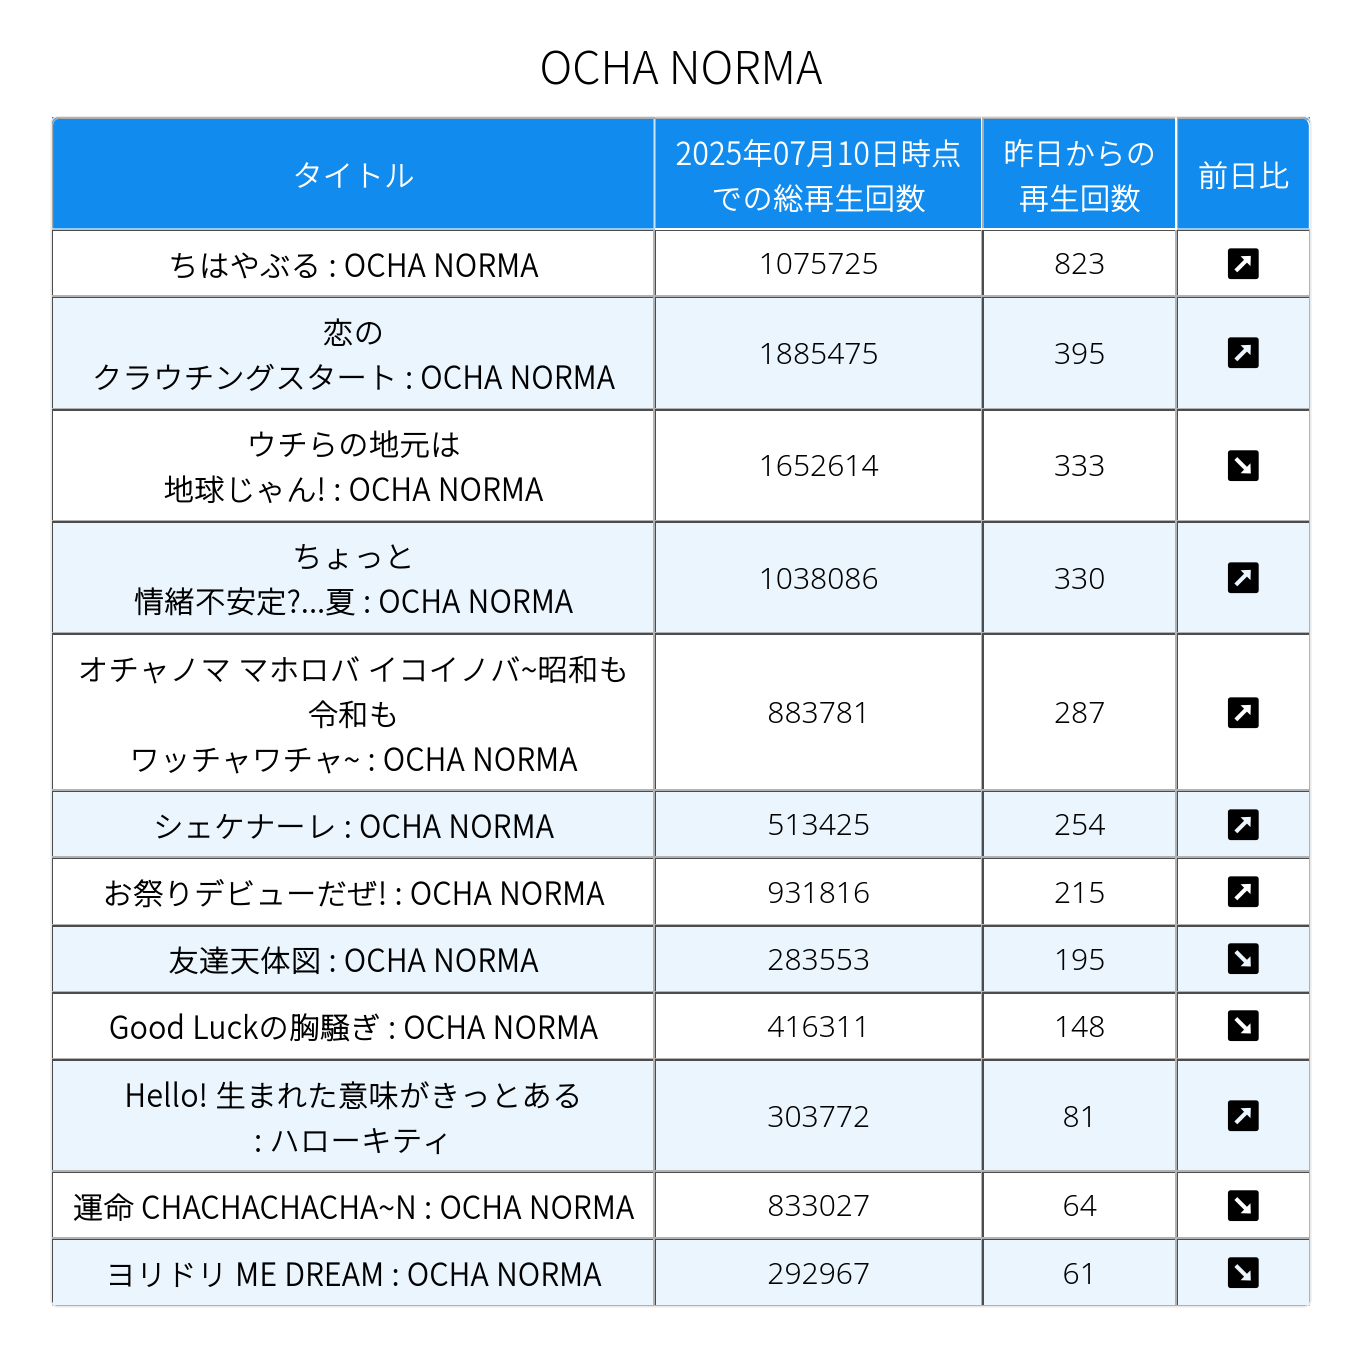 OCHA NORMA
タイトル
2025年07月10日時点
での総再生回数
昨日からの
再生回数
前日比
ちはやぶる : OCHA NORMA
1075725
823
恋の
クラウチングスタート : OCHA NORMA
1885475
395
ウチらの地元は
地球じゃん! : OCHA NORMA
1652614
333
ちょっと
情緒不安定?...夏 : OCHA NORMA
1038086
330
オチャノマ マホロバ イコイノバ~昭和も
令和も
ワッチャワチャ~ : OCHA NORMA
883781
287
シェケナーレ : OCHA NORMA
513425
254
お祭りデビューだぜ! : OCHA NORMA
931816
215
友達天体図 : OCHA NORMA
283553
195
Good Luckの胸騒ぎ : OCHA NORMA
416311
148
Hello! 生まれた意味がきっとある
: ハローキティ
303772
81
運命 CHACHACHACHA~N : OCHA NORMA
833027
64
ヨリドリ ME DREAM : OCHA NORMA
292967
61